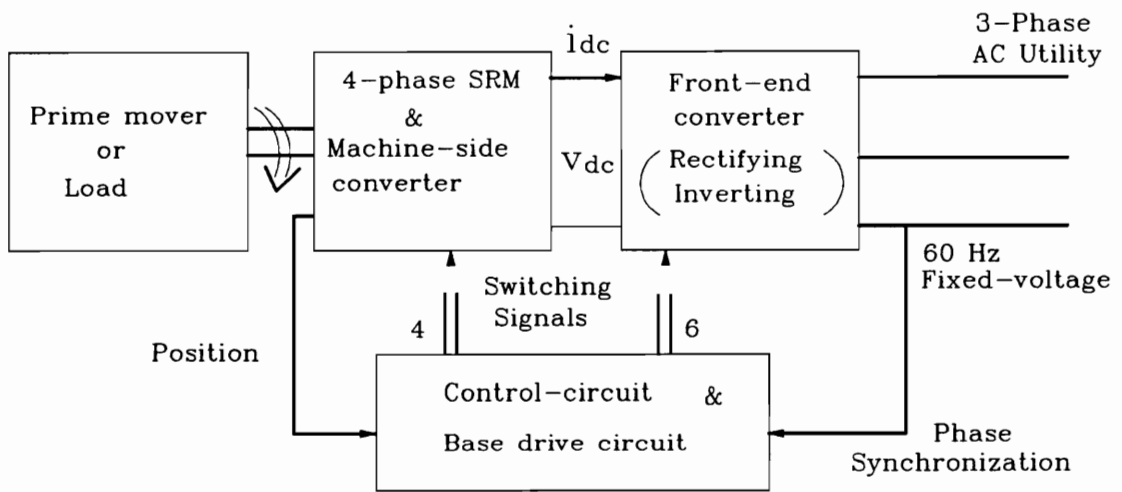 3-Phase
AC Utility
idc
Prime mover
or
Load
4-phase SRM
&
Machine-side
converter
Vdc
Front-end
converter
(Rectifying
Inverting)
60 Hz
Fixed-voltage
Switching
Signals
4
6
Position
Control-circuit &
Base drive circuit
Phase
Synchronization